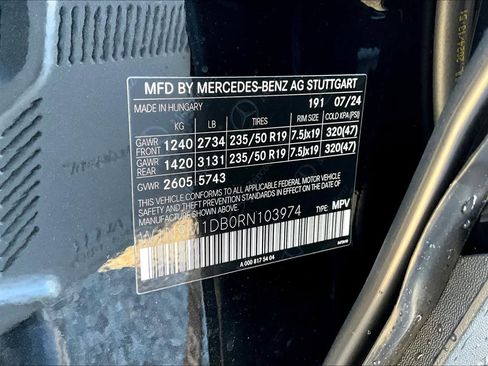 MFD BY MERCEDES-BENZ AG STUTTGART
MADE IN HUNGARY 191 07/24
KG LB TIRES RIM SIZE COLD KPA(PSI)
GAWR FRONT 1240 2734 235/50 R19 7.5Jx19 320(47)
GAWR REAR 1420 3131 235/50 R19 7.5Jx19 320(47)
GVWR 2605 5743
THIS VEHICLE CONFORMS TO ALL APPLICABLE FEDERAL MOTOR VEHICLE
SAFETY AND THEFT PREVENTION STANDARDS IN EFFECT ON THE DATE OF
MANUFACTURE SHOWN ABOVE.
1DB0RN103974 TYPE: MPV
A 000 817 54 04